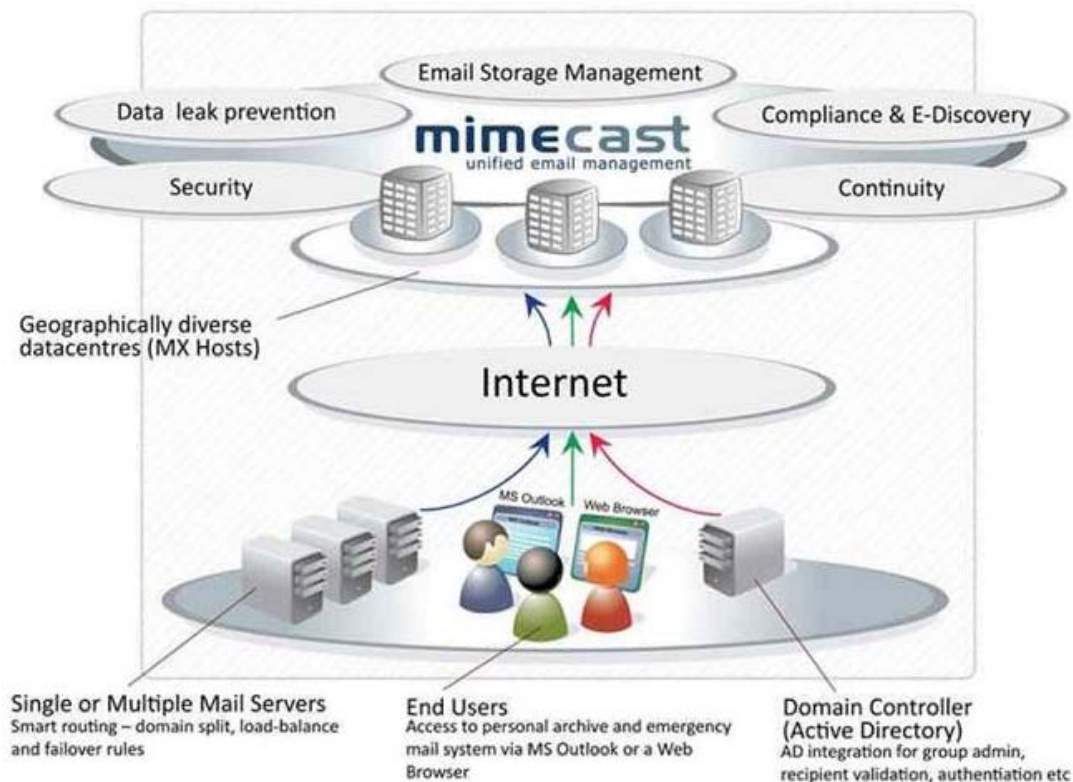 Email Storage Management
Data leak prevention
Compliance & E-Discovery
mimecast
unified email management
Security
Continuity
Geographically diverse
datacentres (MX Hosts)
Internet
MS Outlook
Web Browser
Single or Multiple Mail Servers
Smart routing – domain split, load-balance
and failover rules
End Users
Access to personal archive and emergency
mail system via MS Outlook or a Web
Browser
Domain Controller
(Active Directory)
AD integration for group admin,
recipient validation, authentiation etc